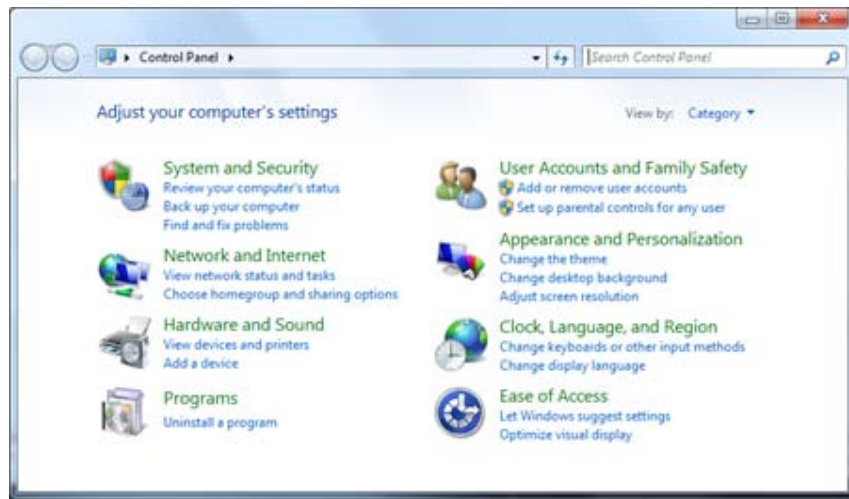 Control Panel
Search Control Panel
Adjust your computer's settings
View by: Category
System and Security
Review your computer's status
Back up your computer
Find and fix problems
Network and Internet
View network status and tasks
Choose homegroup and sharing options
Hardware and Sound
View devices and printers
Add a device
Programs
Uninstall a program
User Accounts and Family Safety
Add or remove user accounts
Set up parental controls for any user
Appearance and Personalization
Change the theme
Change desktop background
Adjust screen resolution
Clock, Language, and Region
Change keyboards or other input methods
Change display language
Ease of Access
Let Windows suggest settings
Optimize visual display